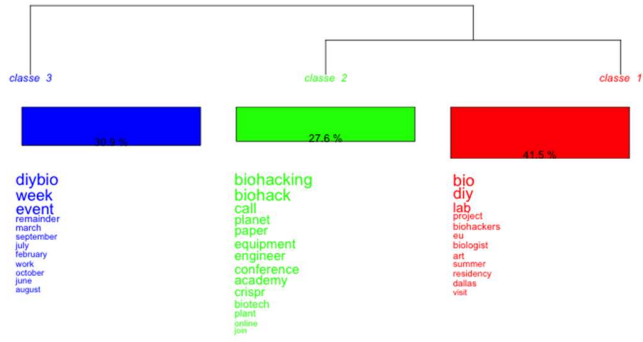 classe 3
classe 2
classe 1
27.6 %
41.5 %
diybio
week
event
remainder
march
september
july
february
work
october
june
august
biohacking
biohack
call
planet
paper
equipment
engineer
conference
academy
crispr
biotech
plant
online
join
bio
diy
lab
project
biohackers
eu
biologist
art
summer
residency
dallas
visit